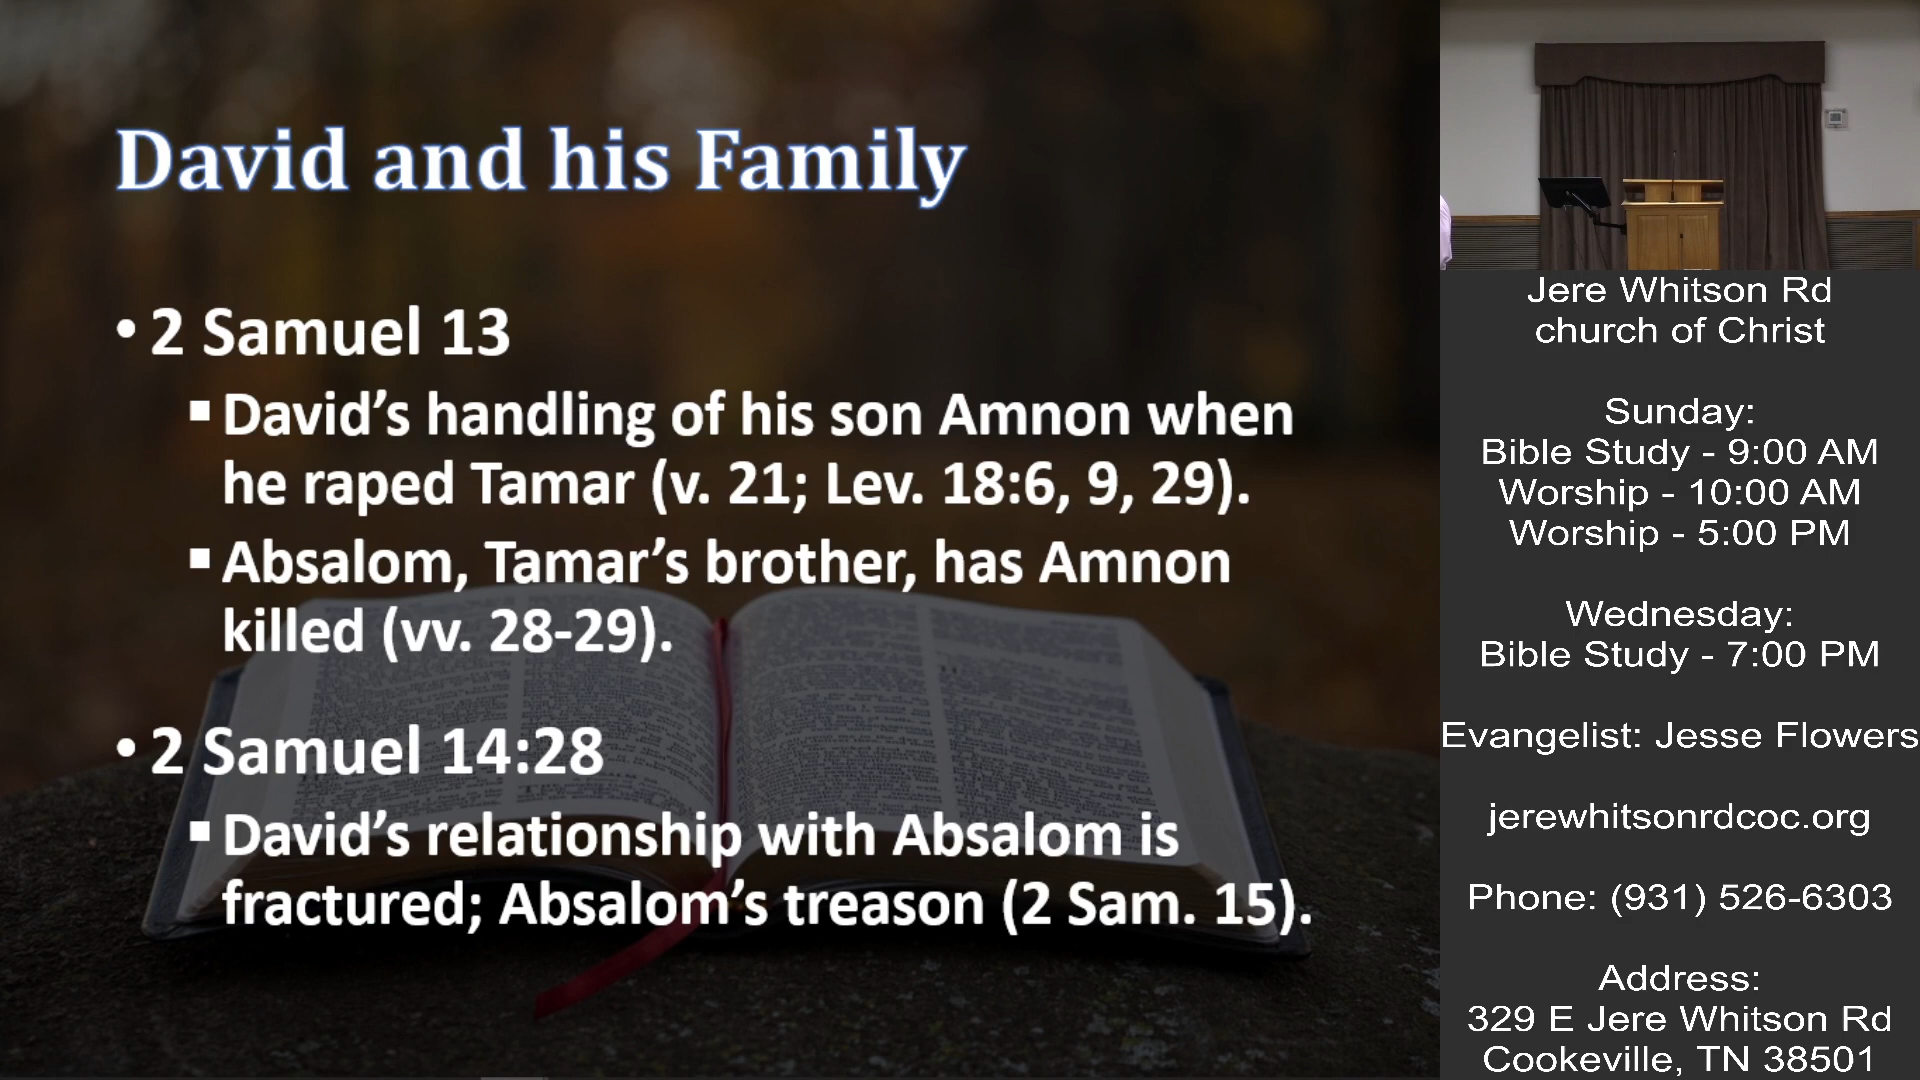 David and his Family
• 2 Samuel 13
▪ David’s handling of his son Amnon when
he raped Tamar (v. 21; Lev. 18:6, 9, 29).
▪ Absalom, Tamar’s brother, has Amnon
killed (vv. 28-29).
• 2 Samuel 14:28
▪ David’s relationship with Absalom is
fractured; Absalom’s treason (2 Sam. 15).
Jere Whitson Rd
church of Christ
Sunday:
Bible Study - 9:00 AM
Worship - 10:00 AM
Worship - 5:00 PM
Wednesday:
Bible Study - 7:00 PM
Evangelist: Jesse Flowers
jerewhitsonrdcoc.org
Phone: (931) 526-6303
Address:
329 E Jere Whitson Rd
Cookeville, TN 38501